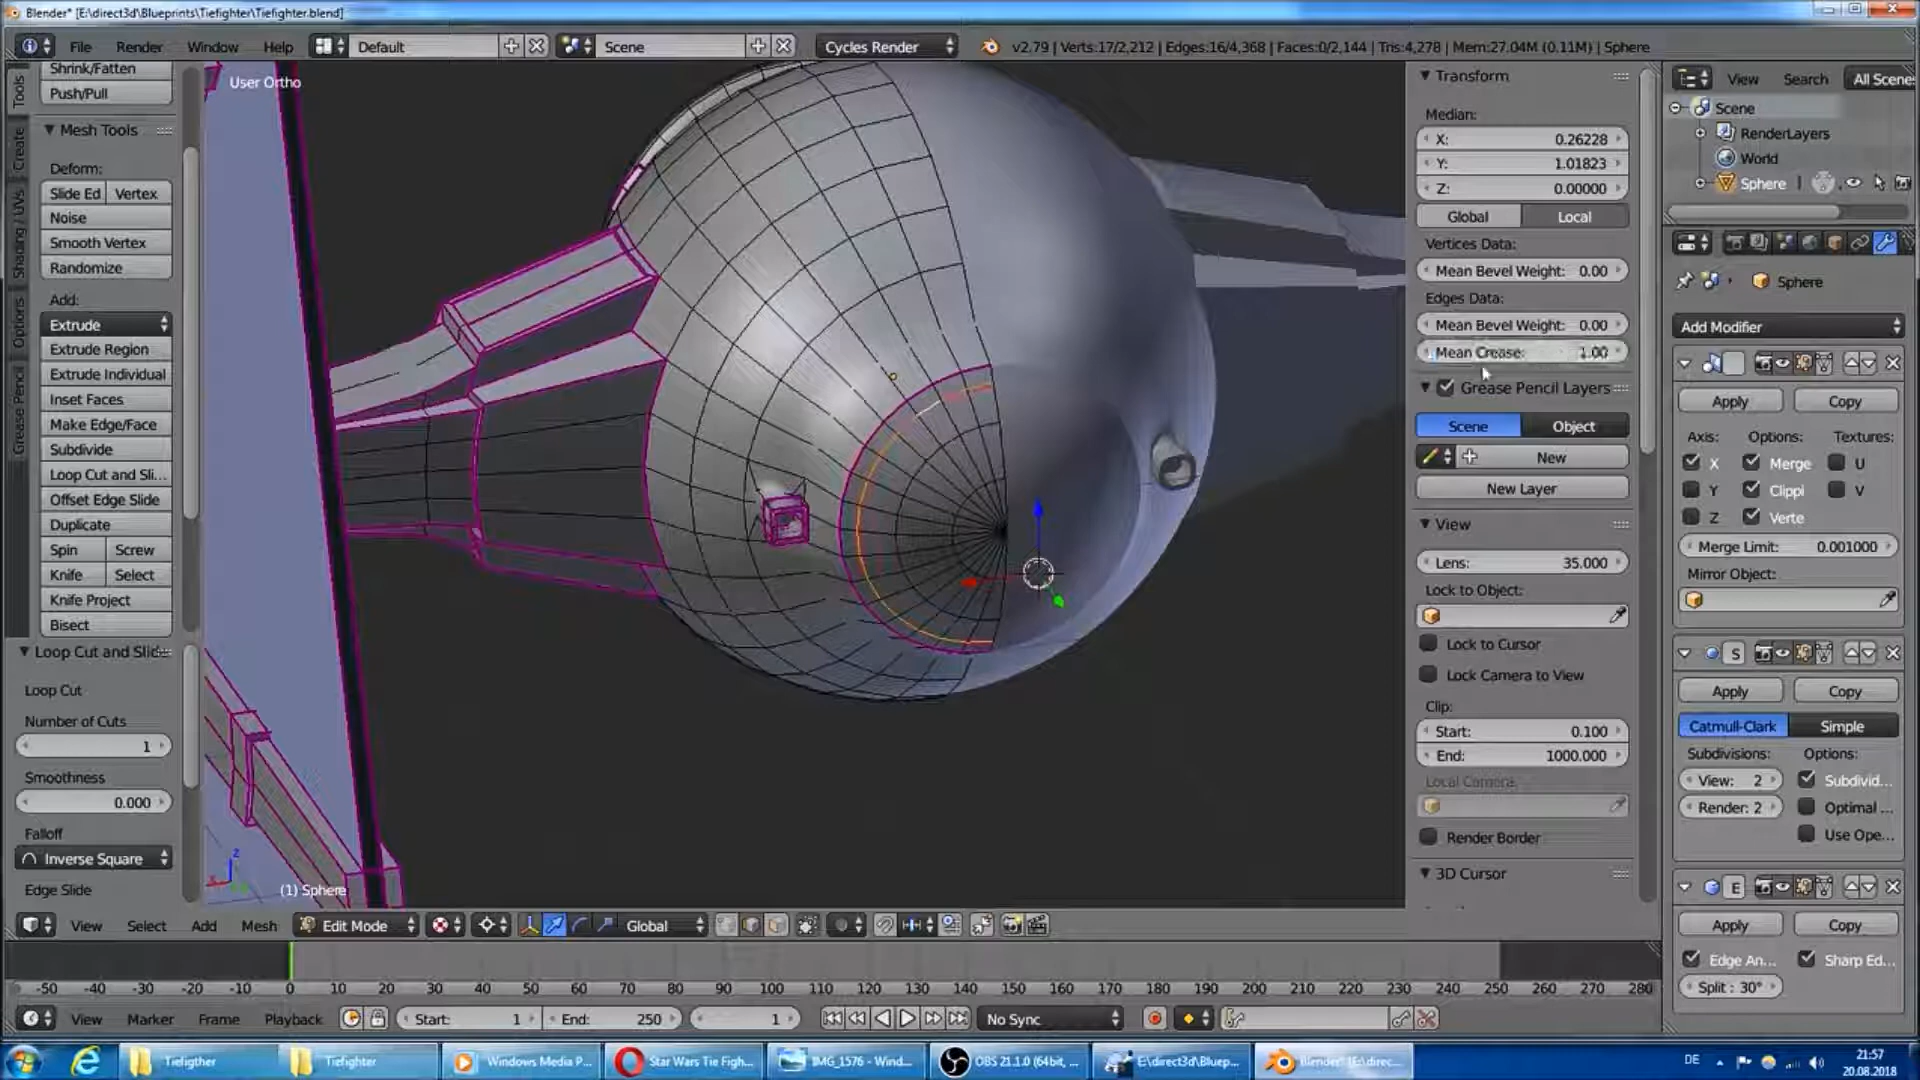 Blender* [E:\direct3d\Blueprints\Tiefighter\Tiefighter.blend]
File Render Window Help Default Scene Cycles Render v2.79 | Verts:17/2,212 | Edges:16/4,368 | Faces:0/2,144 | Tris:4,278 | Mem:27.04M (0.11M) | Sphere
Tools
Create
Shading / UVs
Options
Grease Pencil
Shrink/Fatten
Push/Pull
Mesh Tools
Deform:
Slide Ed Vertex
Noise
Smooth Vertex
Randomize
Add:
Extrude
Extrude Region
Extrude Individual
Inset Faces
Make Edge/Face
Subdivide
Loop Cut and Sli...
Offset Edge Slide
Duplicate
Spin Screw
Knife Select
Knife Project
Bisect
Loop Cut and Slide
Loop Cut
Number of Cuts
1
Smoothness
0.000
Falloff
Inverse Square
Edge Slide
User Ortho
z
(1) Sphere
Transform
Median:
X: 0.26228
Y: 1.01823
Z: 0.00000
Global Local
Vertices Data:
Mean Bevel Weight: 0.00
Edges Data:
Mean Bevel Weight: 0.00
Mean Crease: 1.00
Grease Pencil Layers
Scene Object
New
New Layer
View
Lens: 35.000
Lock to Object:
Lock to Cursor
Lock Camera to View
Clip:
Start: 0.100
End: 1000.000
Local Camera:
Render Border
3D Cursor
View Search All Scene
Scene
RenderLayers
World
Sphere
Sphere
Add Modifier
Apply Copy
Axis: Options: Textures:
X Merge U
Y Clippi V
Z Verte
Merge Limit: 0.001000
Mirror Object:
S
Apply Copy
Catmull-Clark Simple
Subdivisions: Options:
View: 2 Subdivid...
Render: 2 Optimal ...
Use Ope...
E
Apply Copy
Edge An... Sharp Ed...
Split : 30°
View Select Add Mesh Edit Mode Global
-50 -40 -30 -20 -10 0 10 20 30 40 50 60 70 80 90 100 110 120 130 140 150 160 170 180 190 200 210 220 230 240 250 260 270 280
View Marker Frame Playback Start: 1 End: 250 1 No Sync
Tiefigther Tiefighter Windows Media P... Star Wars Tie Figh... IMG_1576 - Wind... OBS 21.1.0 (64bit, ... E:\direct3d\Bluep... Blender* [E:\direc... DE 21:57
20.08.2018